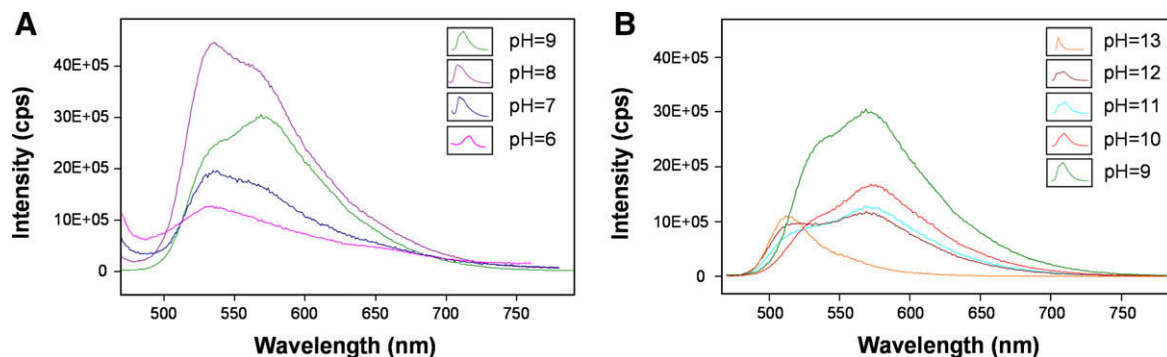 A
Intensity (cps)
40E+05
30E+05
20E+05
10E+05
0
500
550
600
650
700
750
Wavelength (nm)
pH=9
pH=8
pH=7
pH=6
B
Intensity (cps)
40E+05
30E+05
20E+05
10E+05
0
500
550
600
650
700
750
Wavelength (nm)
pH=13
pH=12
pH=11
pH=10
pH=9